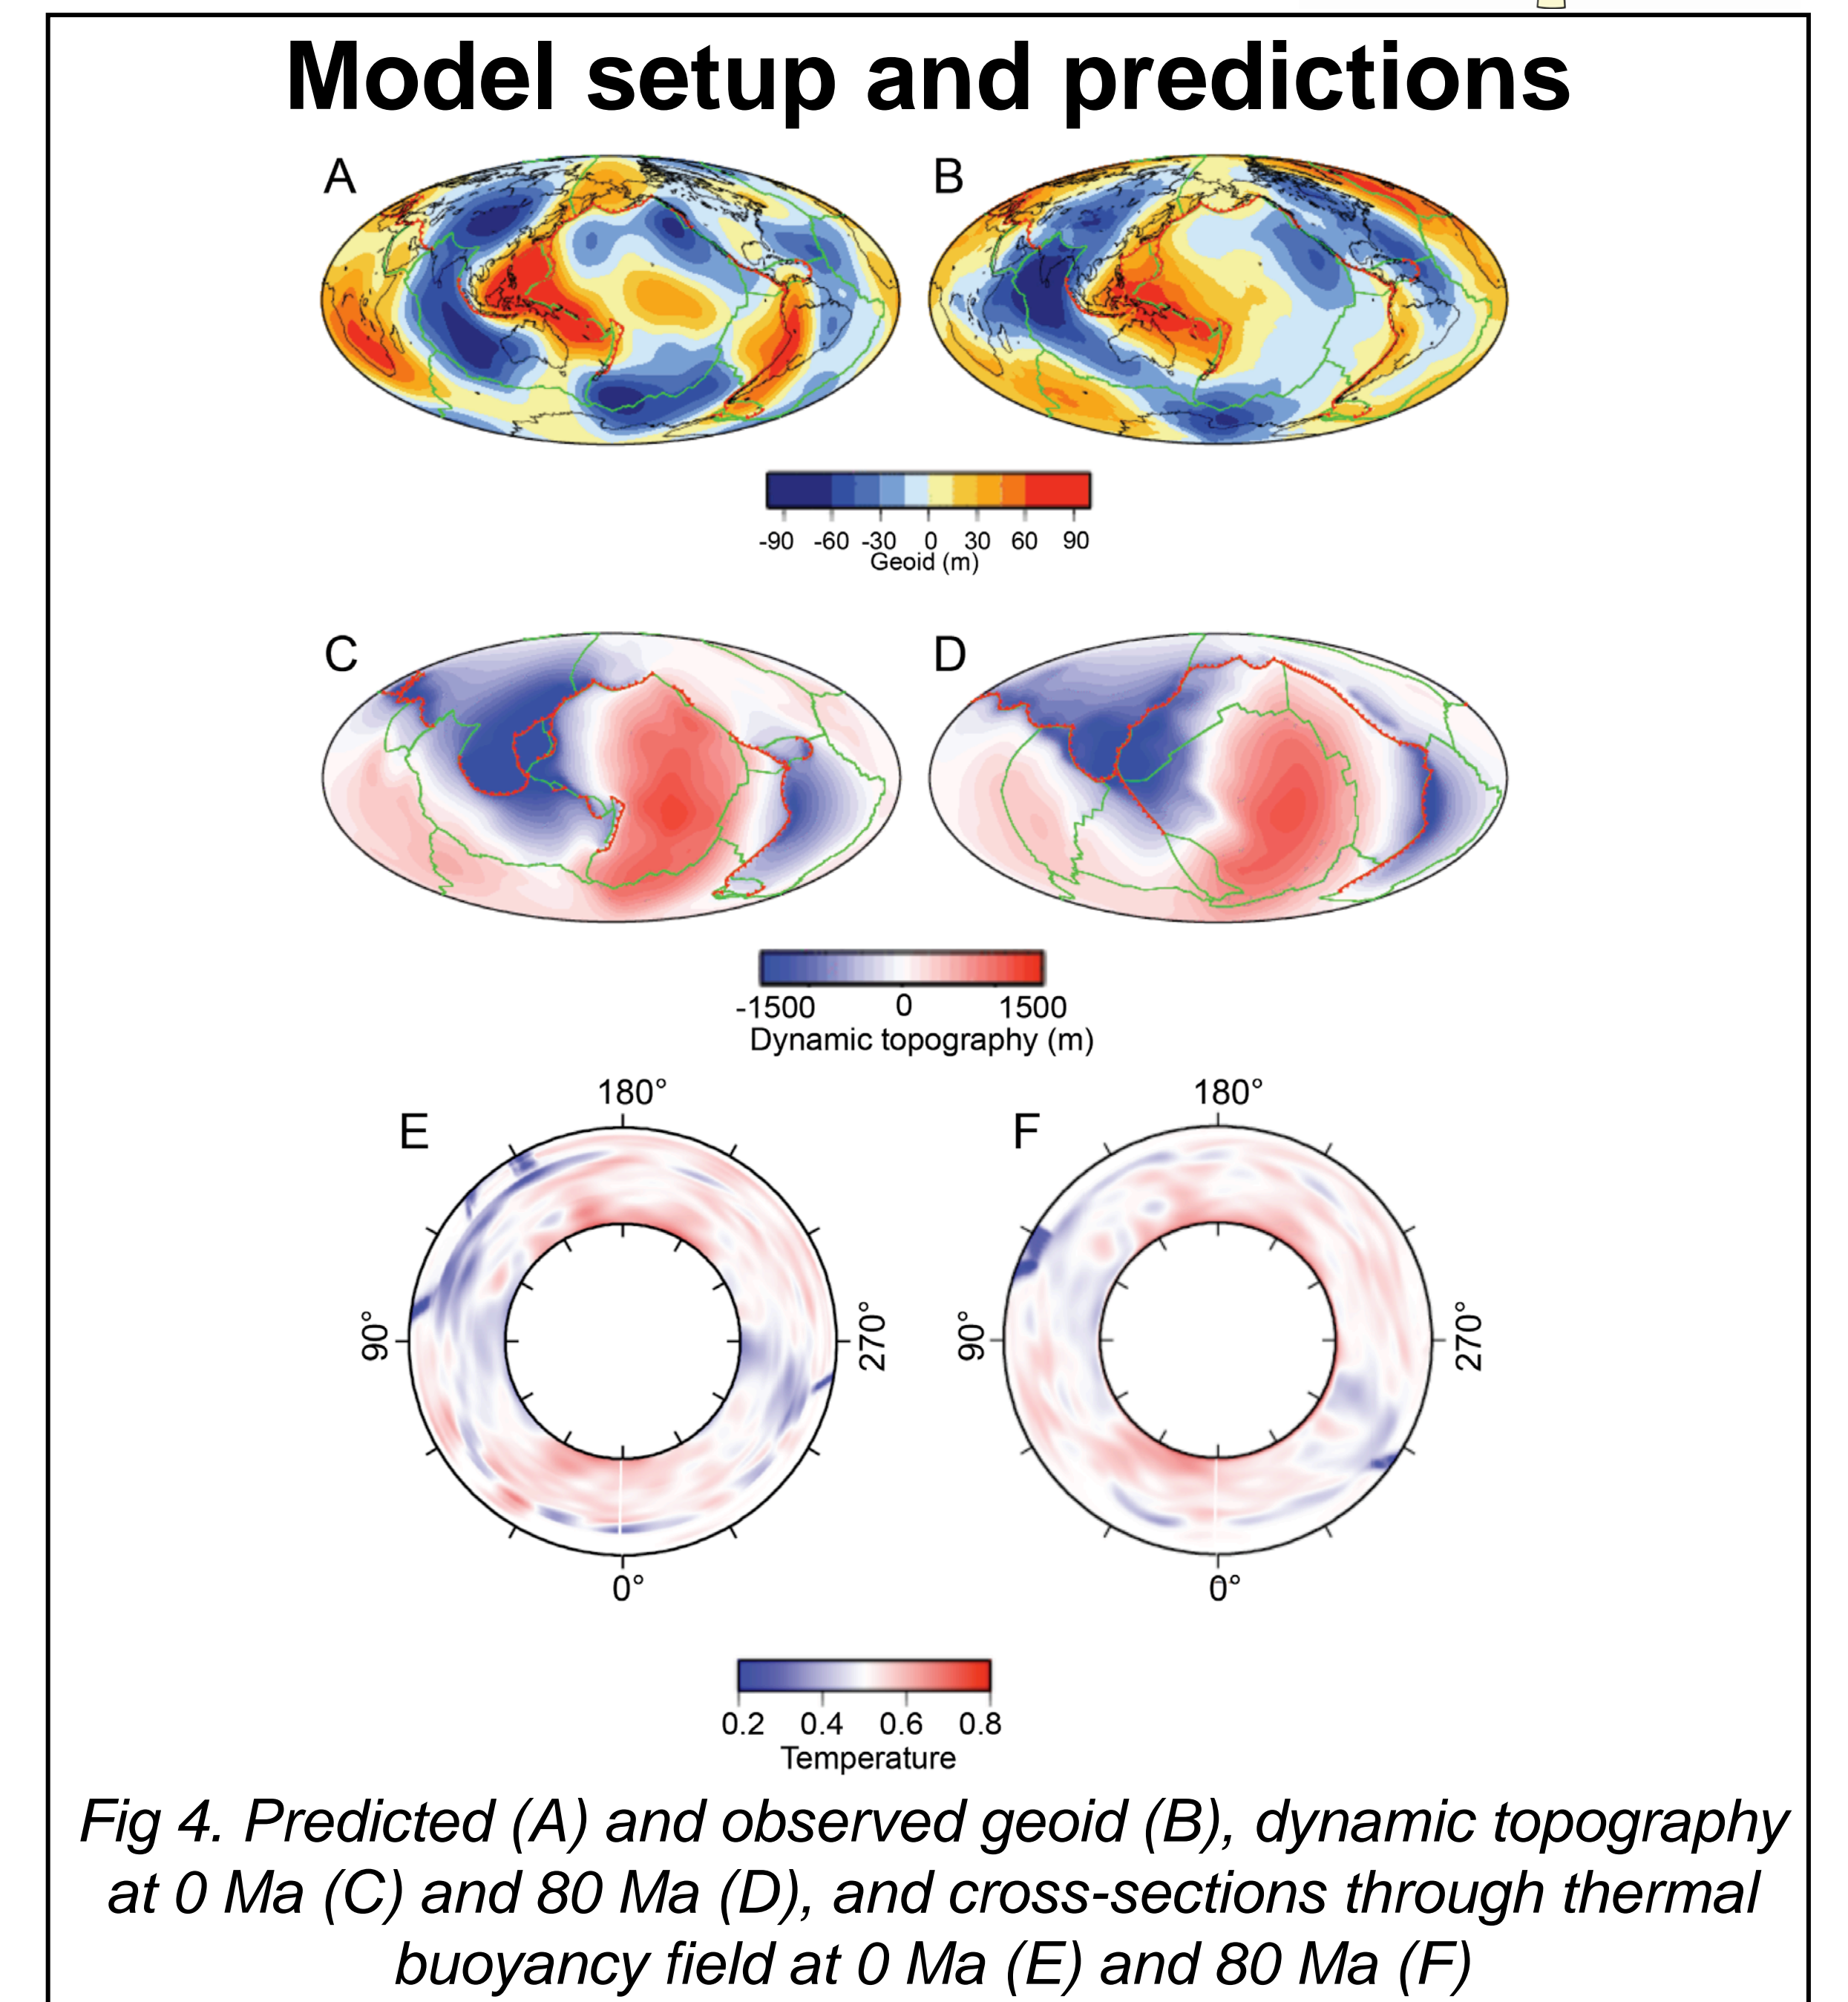 Model setup and predictions
A
B
-90 -60 -30 0 30 60 90
Geoid (m)
C
D
-1500 0 1500
Dynamic topography (m)
180° 180°
E
F
90° 270° 90° 270°
0° 0°
0.2 0.4 0.6 0.8
Temperature
Fig 4. Predicted (A) and observed geoid (B), dynamic topography
at 0 Ma (C) and 80 Ma (D), and cross-sections through thermal
buoyancy field at 0 Ma (E) and 80 Ma (F)